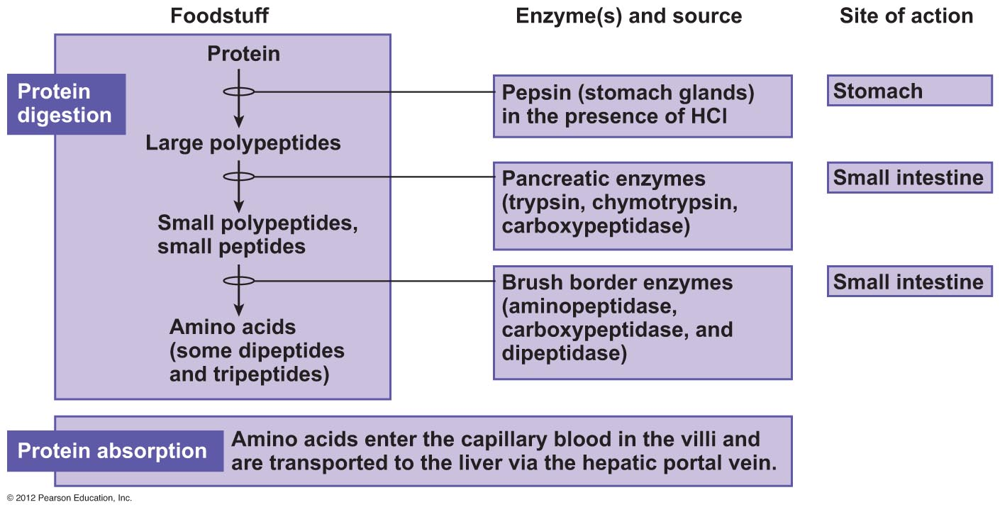 Foodstuff
Enzyme(s) and source
Site of action
Protein
digestion
Protein
Pepsin (stomach glands)
in the presence of HCl
Stomach
Large polypeptides
Pancreatic enzymes
(trypsin, chymotrypsin,
carboxypeptidase)
Small intestine
Small polypeptides,
small peptides
Brush border enzymes
(aminopeptidase,
carboxypeptidase, and
dipeptidase)
Small intestine
Amino acids
(some dipeptides
and tripeptides)
Protein absorption
Amino acids enter the capillary blood in the villi and
are transported to the liver via the hepatic portal vein.
© 2012 Pearson Education, Inc.